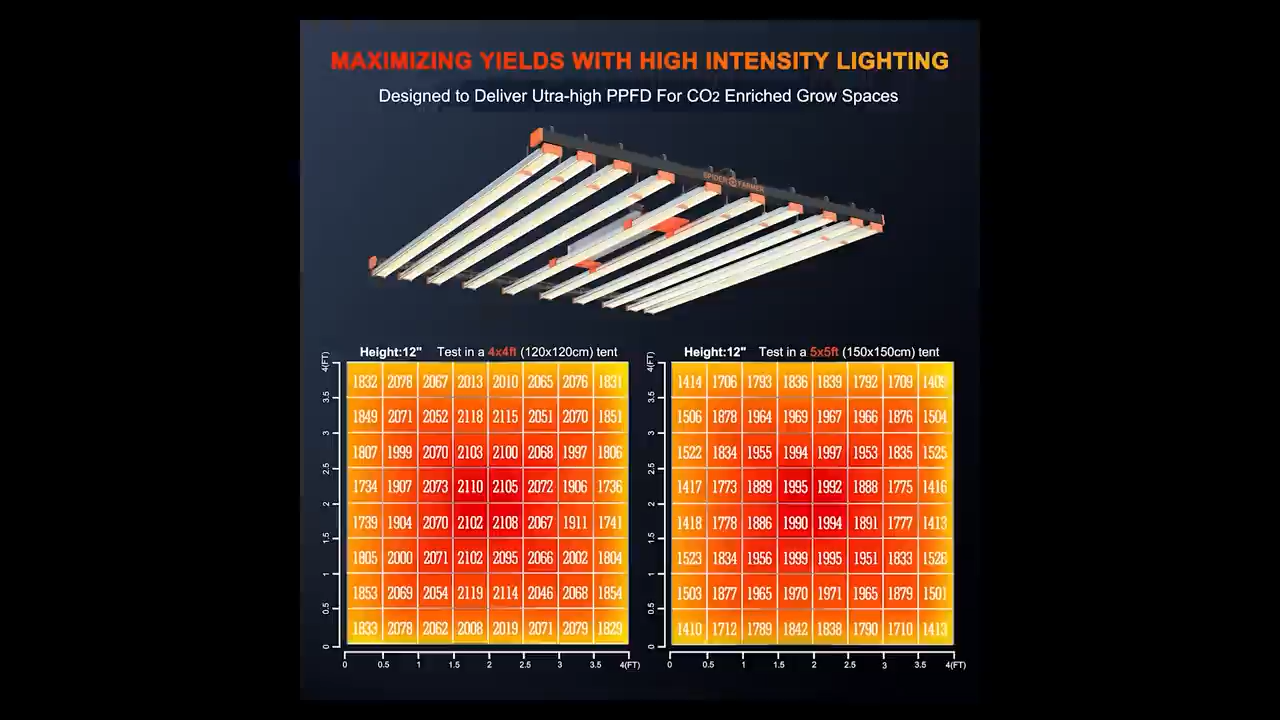 MAXIMIZING YIELDS WITH HIGH INTENSITY LIGHTING
Designed to Deliver Utra-high PPFD For CO2 Enriched Grow Spaces
SPIDER FARMER
Height:12" Test in a 4x4ft (120x120cm) tent
4(FT)
3.5
3
2.5
2
1.5
1
0.5
0
1832 2078 2067 2013 2010 2065 2076 1831
1849 2071 2052 2118 2115 2051 2070 1851
1807 1999 2070 2103 2100 2068 1997 1806
1734 1907 2073 2110 2105 2072 1906 1736
1739 1904 2070 2102 2108 2067 1911 1741
1805 2000 2071 2102 2095 2066 2002 1804
1853 2069 2054 2119 2114 2046 2068 1854
1833 2078 2062 2008 2019 2071 2079 1829
0 0.5 1 1.5 2 2.5 3 3.5 4(FT)
Height:12" Test in a 5x5ft (150x150cm) tent
4(FT)
3.5
3
2.5
2
1.5
1
0.5
0
1414 1706 1793 1836 1839 1792 1709 1409
1506 1878 1964 1969 1967 1966 1876 1504
1522 1834 1955 1994 1997 1953 1835 1525
1417 1773 1889 1995 1992 1888 1775 1416
1418 1778 1886 1990 1994 1891 1777 1413
1523 1834 1956 1999 1995 1951 1833 1526
1503 1877 1965 1970 1971 1965 1879 1501
1410 1712 1789 1842 1838 1790 1710 1413
0 0.5 1 1.5 2 2.5 3 3.5 4(FT)